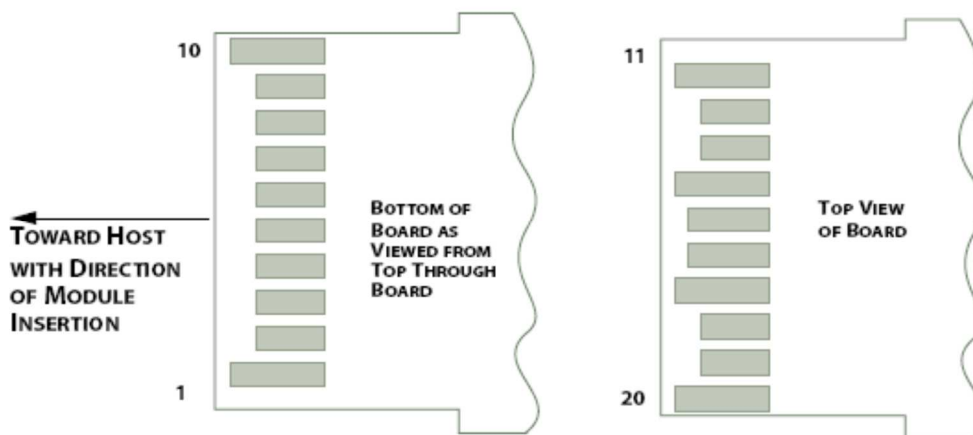 10
BOTTOM OF
BOARD AS
VIEWED FROM
TOP THROUGH
BOARD
TOWARD HOST
WITH DIRECTION
OF MODULE
INSERTION
1
11
TOP VIEW
OF BOARD
20